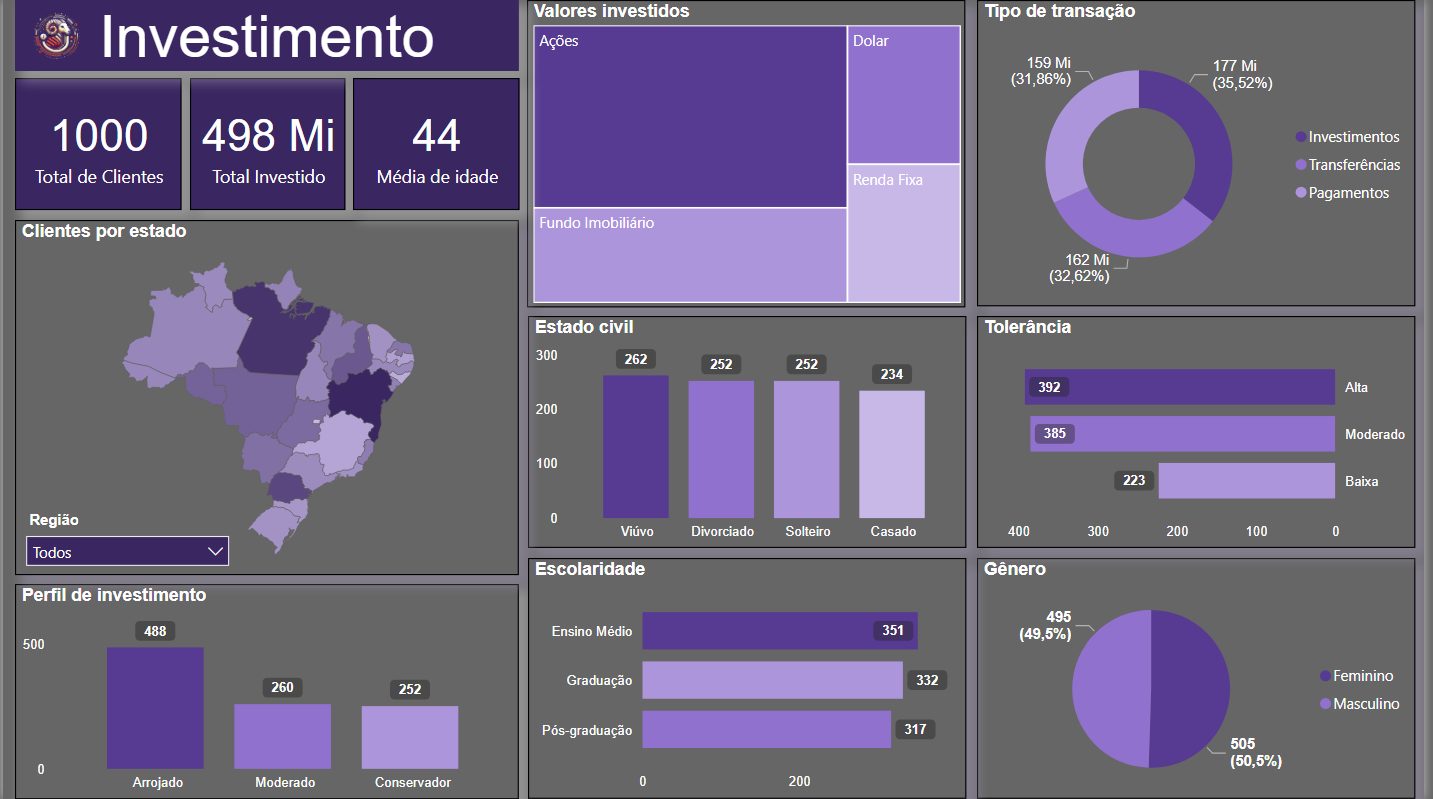 Investimento
1000
Total de Clientes
498 Mi
Total Investido
44
Média de idade
Clientes por estado
Região
Todos
Perfil de investimento
500
0
488
260
252
Arrojado
Moderado
Conservador
Valores investidos
Ações
Dolar
Fundo Imobiliário
Renda Fixa
Estado civil
300
200
100
0
262
252
252
234
Viúvo
Divorciado
Solteiro
Casado
Escolaridade
Ensino Médio
351
Graduação
332
Pós-graduação
317
0
200
Tipo de transação
159 Mi
(31,86%)
177 Mi
(35,52%)
162 Mi
(32,62%)
Investimentos
Transferências
Pagamentos
Tolerância
392
Alta
385
Moderado
223
Baixa
400
300
200
100
0
Gênero
495
(49,5%)
505
(50,5%)
Feminino
Masculino